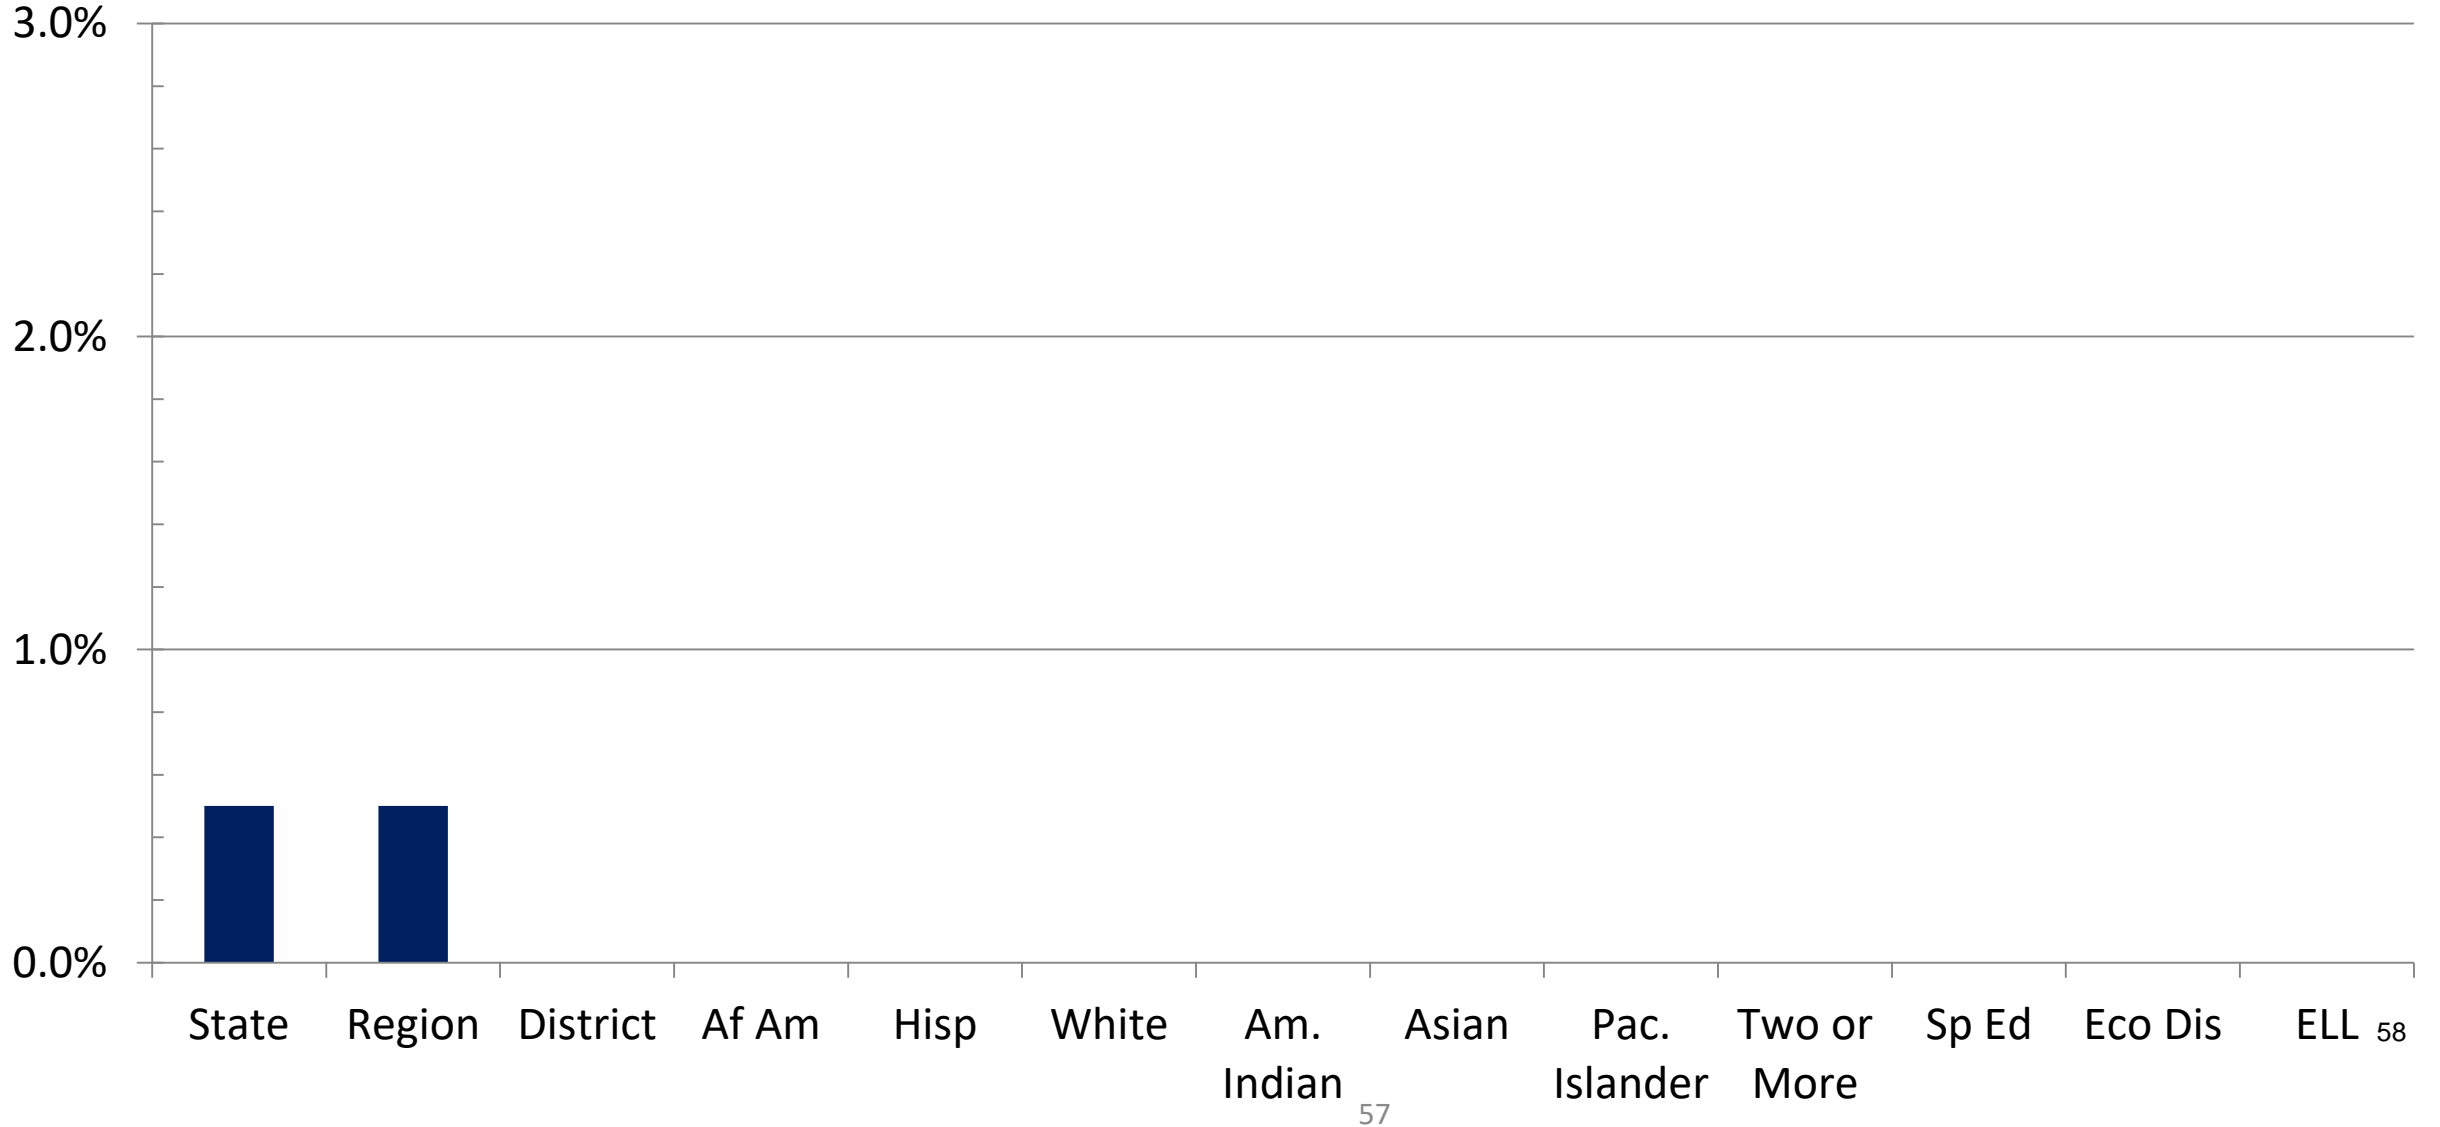 3.0%
2.0%
1.0%
0.0%
State Region District Af Am Hisp White Am. Asian Pac. Two or Sp Ed Eco Dis ELL 58
Indian Islander More
57